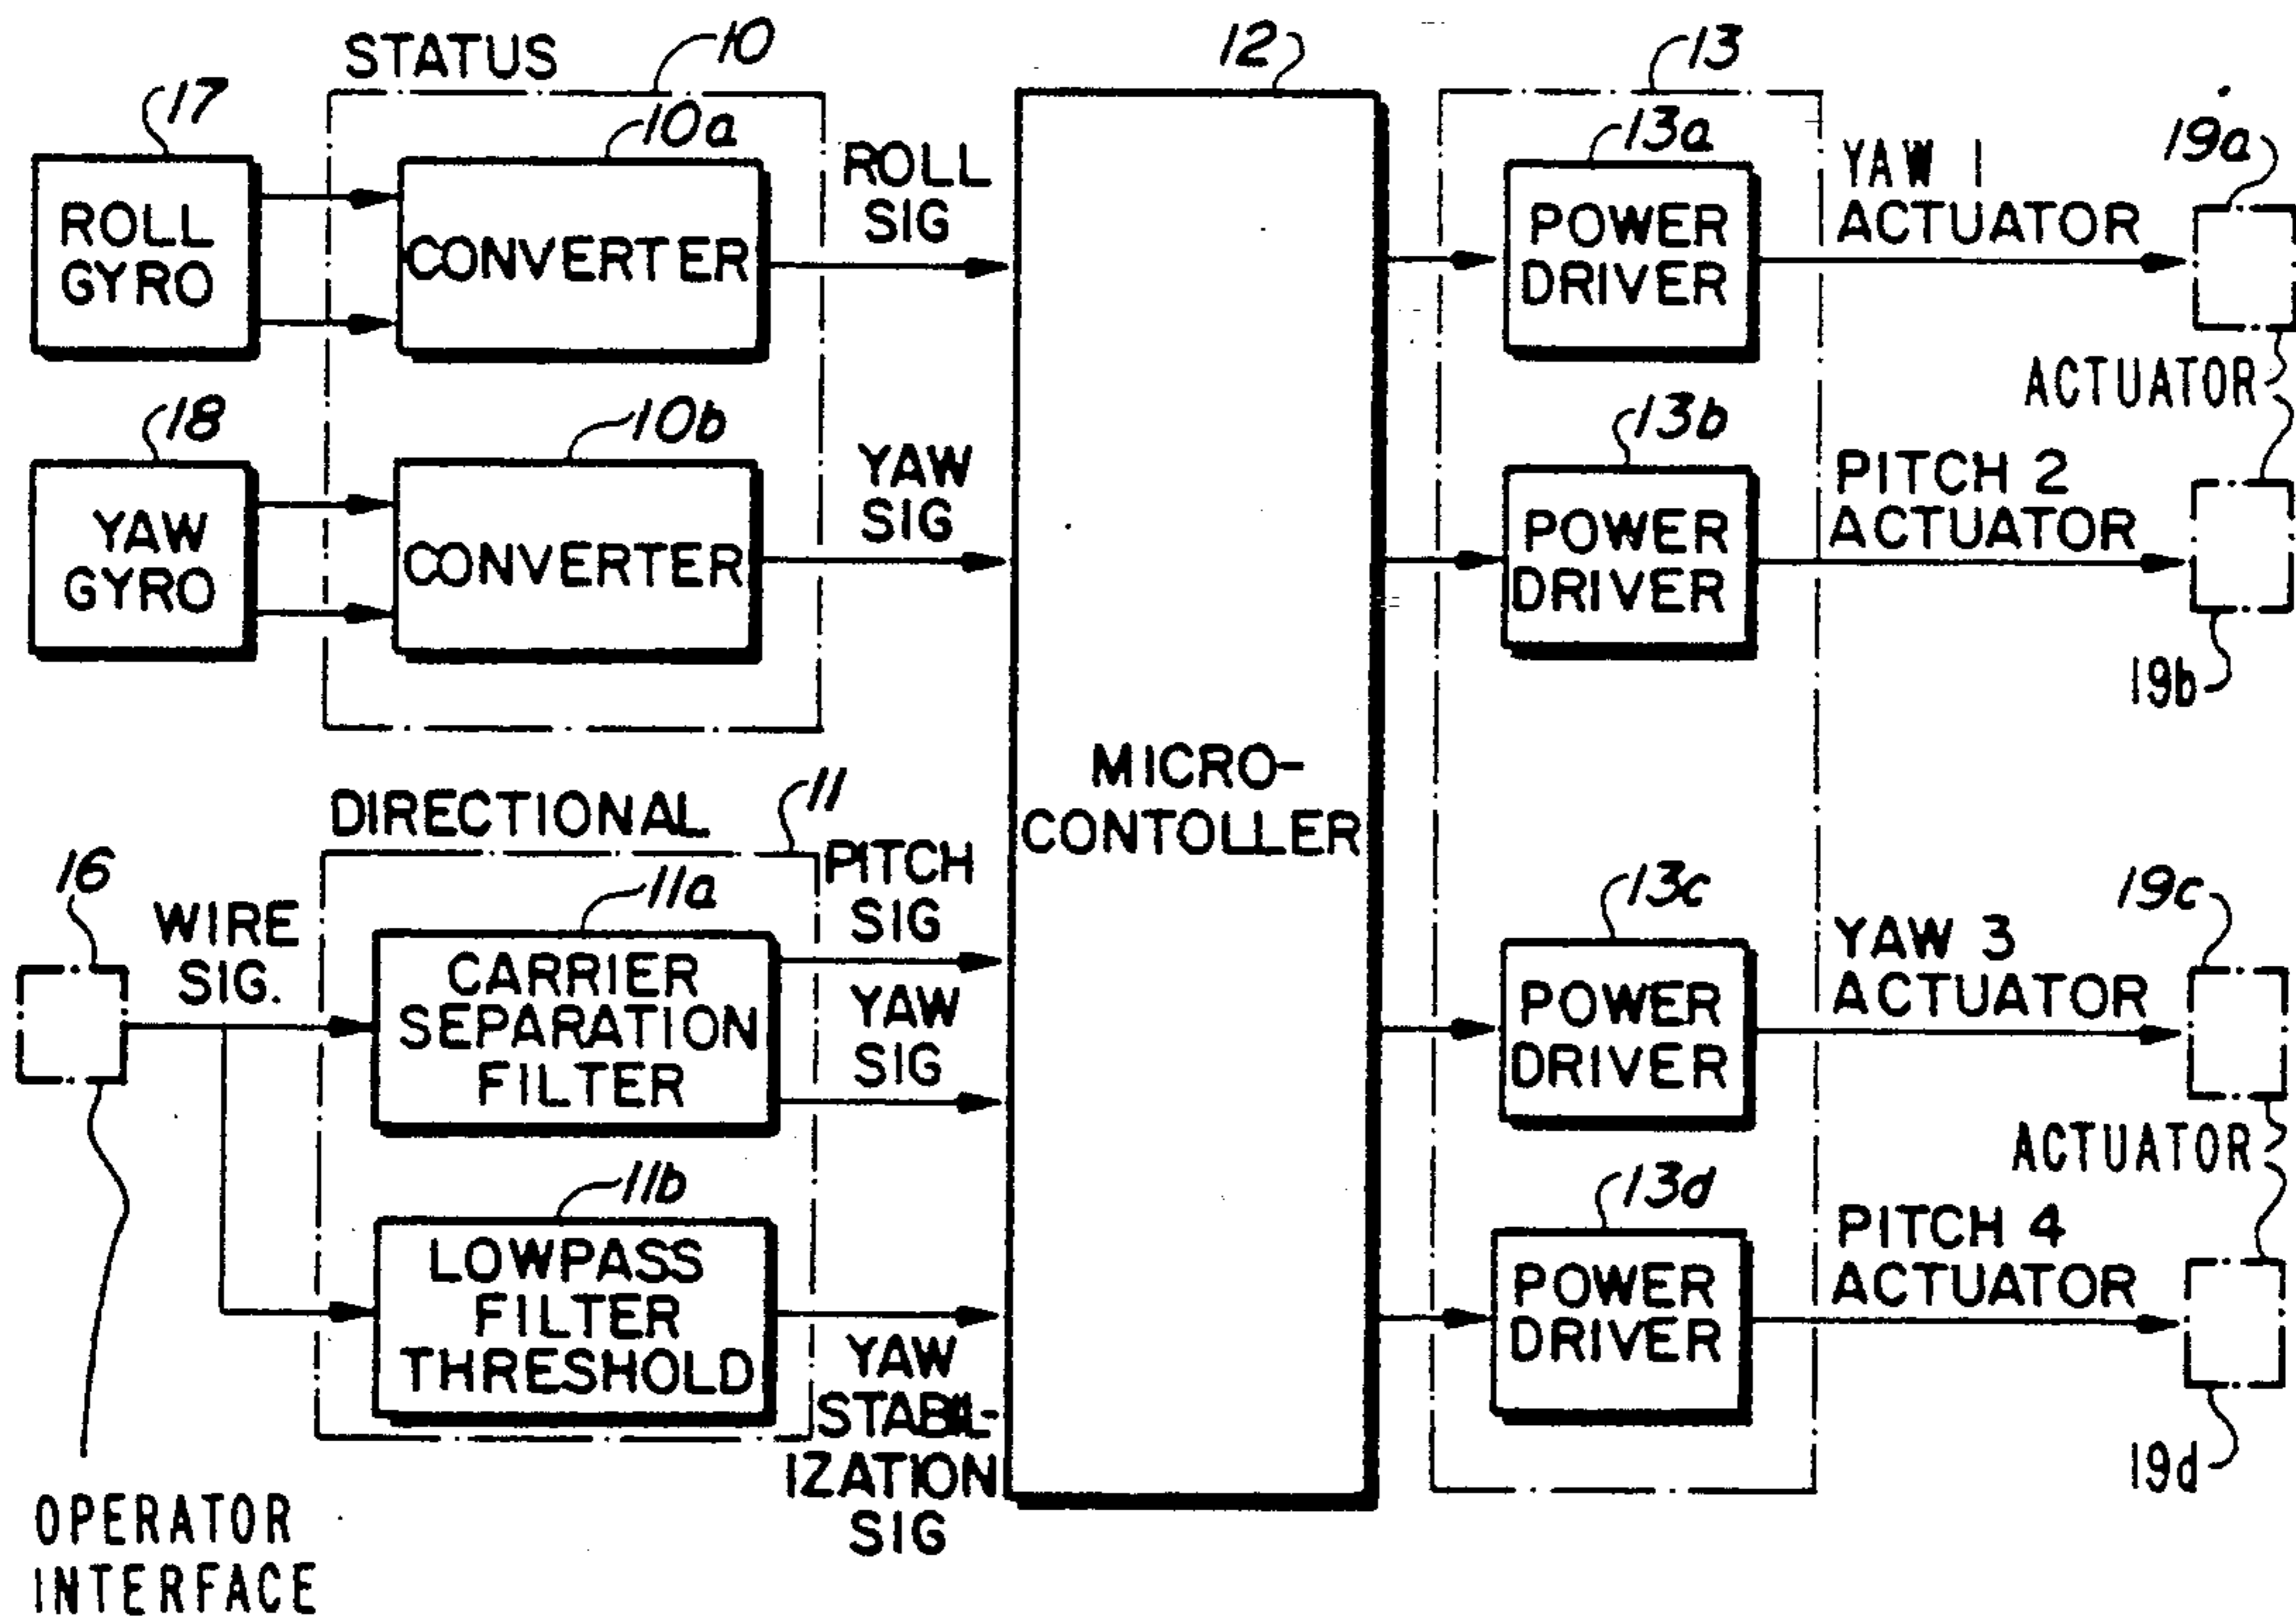 STATUS
10
12
13
17
10a
13a
ROLL
GYRO
CONVERTER
ROLL
SIG
POWER
DRIVER
YAW 1
ACTUATOR
19a
ACTUATOR
18
10b
13b
YAW
GYRO
CONVERTER
YAW
SIG
POWER
DRIVER
PITCH 2
ACTUATOR
19b
MICRO-
CONTOLLER
DIRECTIONAL
11
16
WIRE
SIG.
11a
CARRIER
SEPARATION
FILTER
PITCH
SIG
YAW
SIG
13c
POWER
DRIVER
YAW 3
ACTUATOR
19c
ACTUATOR
11b
LOWPASS
FILTER
THRESHOLD
YAW
STABIL-
IZATION
SIG
13d
POWER
DRIVER
PITCH 4
ACTUATOR
19d
OPERATOR
INTERFACE